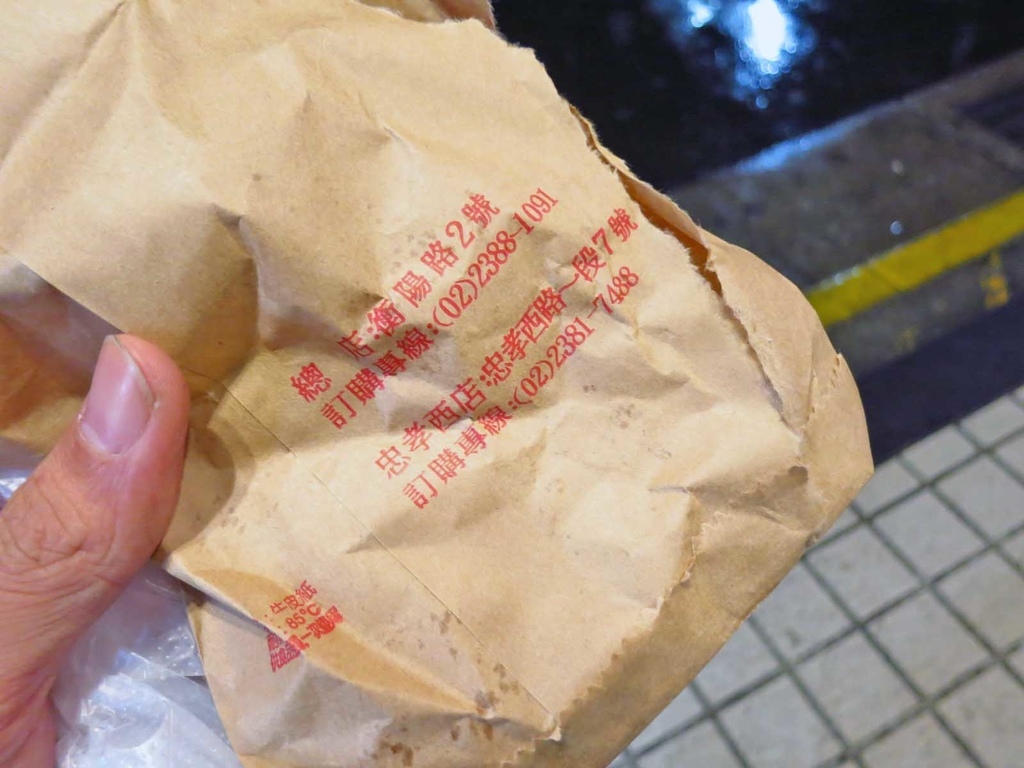 總店:衡陽路2號
訂購專線:(02)2388-1091
忠孝西店:忠孝西路一段7號
訂購專線:(02)2381-7488
牛皮紙
85℃